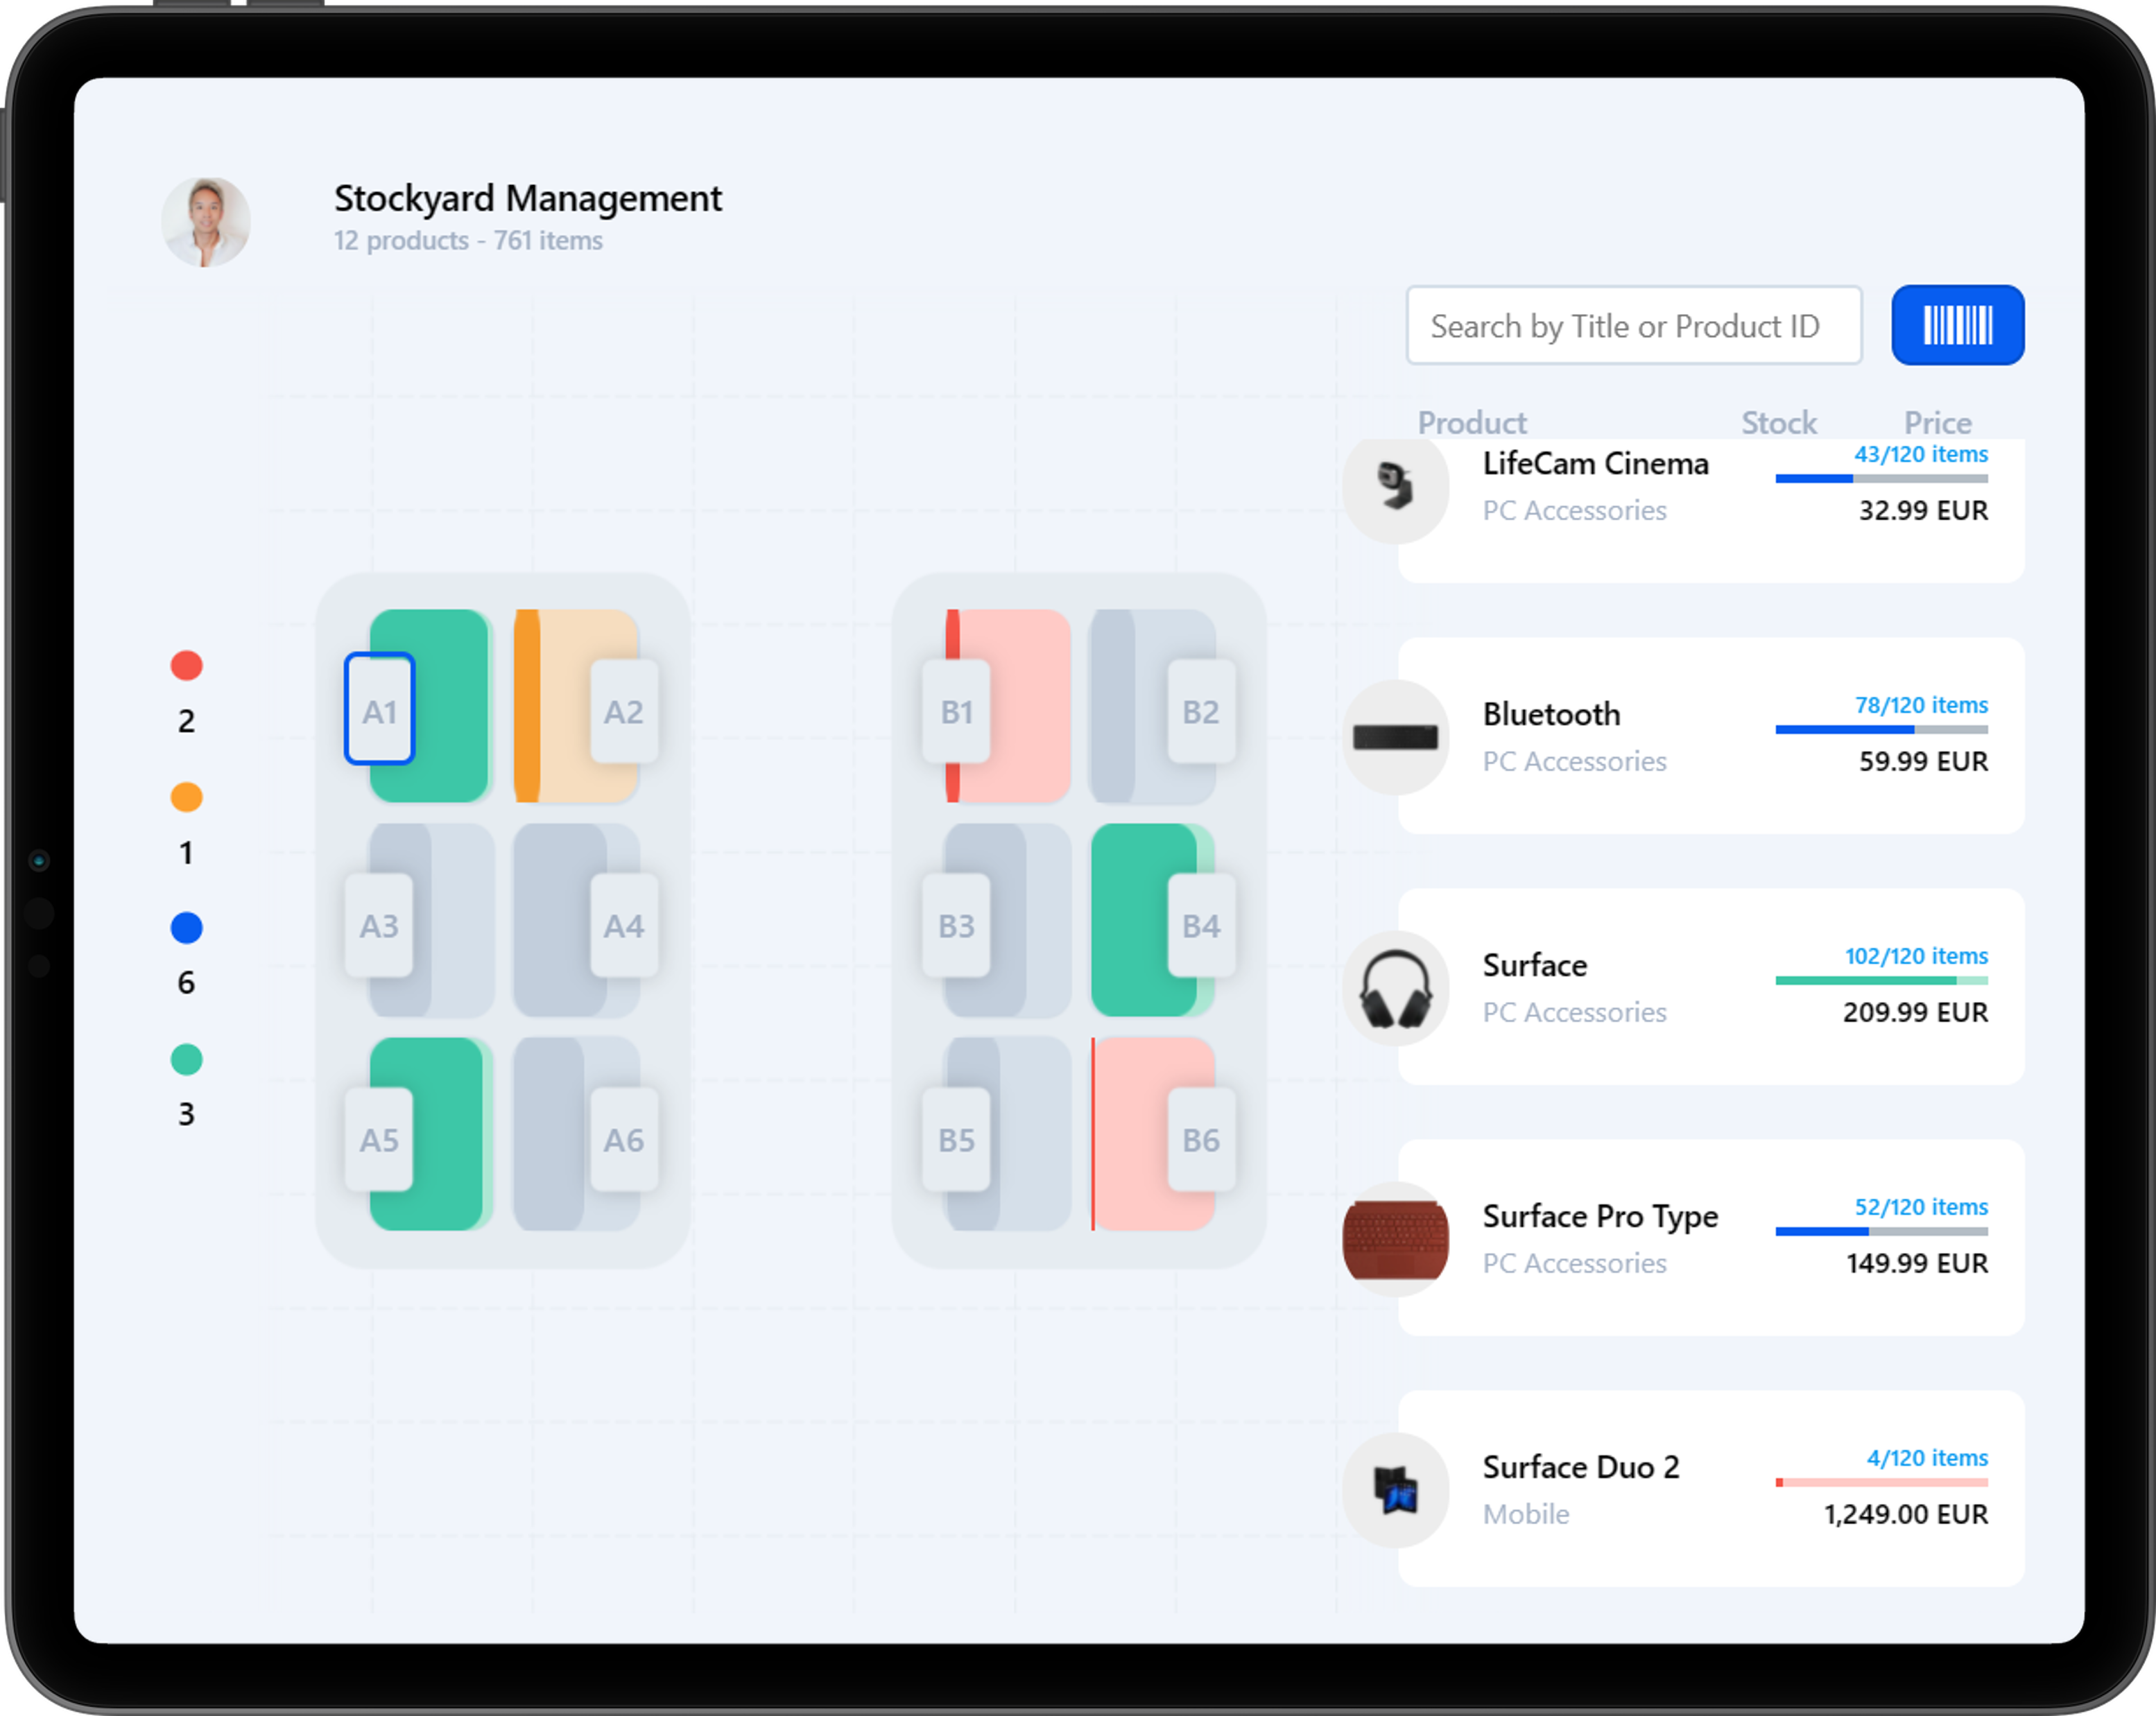 Stockyard Management
12 products - 761 items
Search by Title or Product ID
Product Stock Price
2
1
6
3
A1
A2
A3
A4
A5
A6
B1
B2
B3
B4
B5
B6
LifeCam Cinema
43/120 items
PC Accessories
32.99 EUR
Bluetooth
78/120 items
PC Accessories
59.99 EUR
Surface
102/120 items
PC Accessories
209.99 EUR
Surface Pro Type
52/120 items
PC Accessories
149.99 EUR
Surface Duo 2
4/120 items
Mobile
1,249.00 EUR